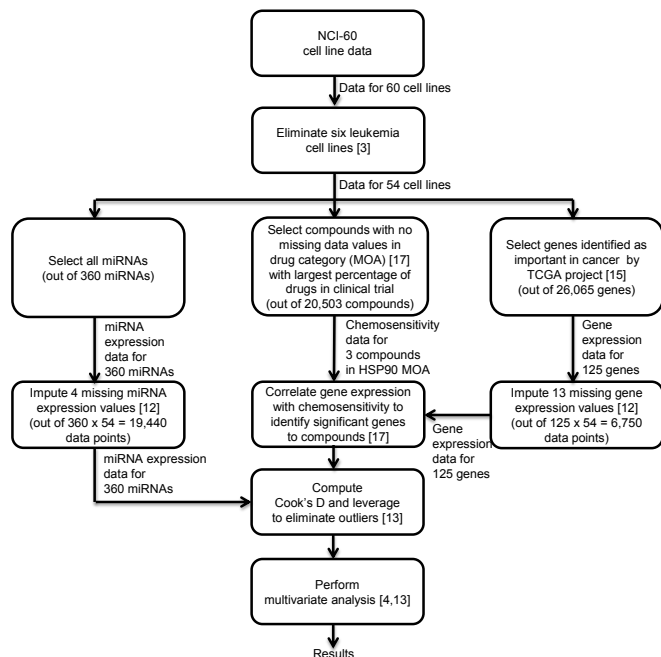 NCI-60
cell line data
Data for 60 cell lines
Eliminate six leukemia
cell lines [3]
Data for 54 cell lines
Select all miRNAs
(out of 360 miRNAs)
Select compounds with no
missing data values in
drug category (MOA) [17]
with largest percentage of
drugs in clinical trial
(out of 20,503 compounds)
Select genes identified as
important in cancer by
TCGA project [15]
(out of 26,065 genes)
miRNA
expression
data for
360 miRNAs
Chemosensitivity
data for
3 compounds
in HSP90 MOA
Gene
expression
data for
125 genes
Impute 4 missing miRNA
expression values [12]
(out of 360 x 54 = 19,440
data points)
Correlate gene expression
with chemosensitivity to
identify significant genes
to compounds [17]
Impute 13 missing gene
expression values [12]
(out of 125 x 54 = 6,750
data points)
miRNA expression
data for
360 miRNAs
Gene
expression
data for
125 genes
Compute
Cook's D and leverage
to eliminate outliers [13]
Perform
multivariate analysis [4,13]
Results